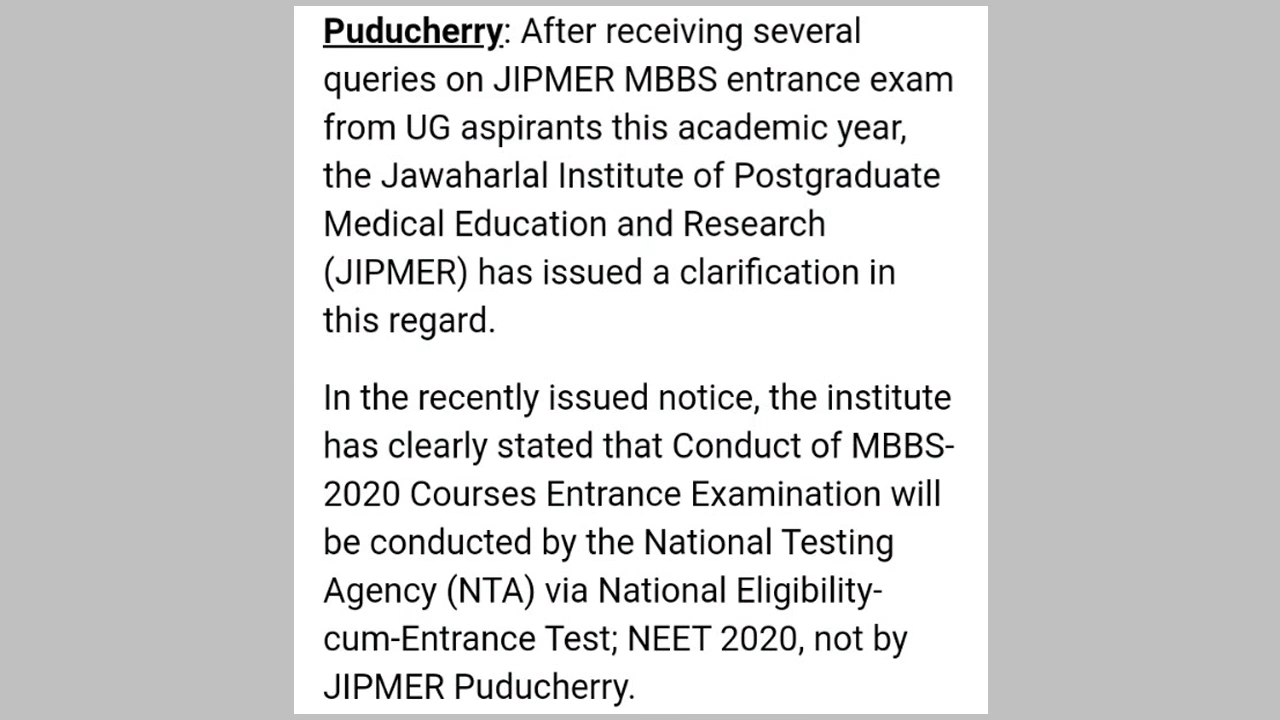 Puducherry: After receiving several
queries on JIPMER MBBS entrance exam
from UG aspirants this academic year,
the Jawaharlal Institute of Postgraduate
Medical Education and Research
(JIPMER) has issued a clarification in
this regard.
In the recently issued notice, the institute
has clearly stated that Conduct of MBBS-
2020 Courses Entrance Examination will
be conducted by the National Testing
Agency (NTA) via National Eligibility-
cum-Entrance Test; NEET 2020, not by
JIPMER Puducherry.